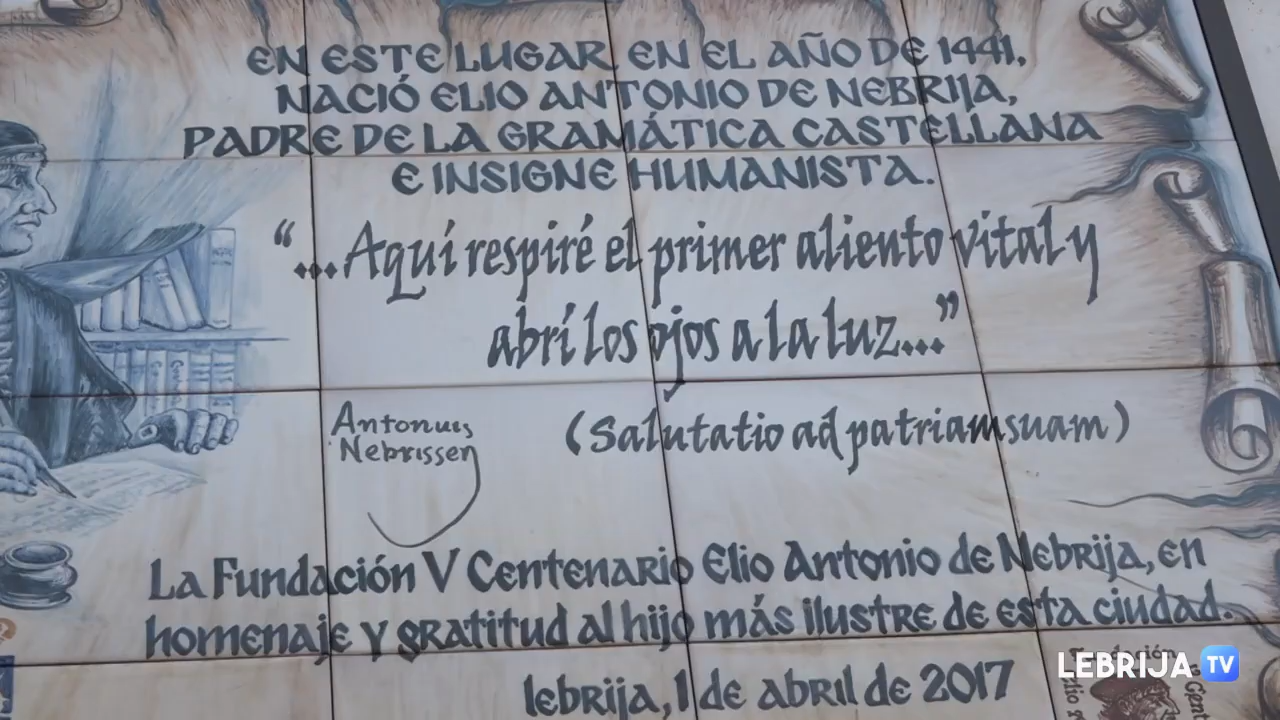 EN ESTE LUGAR EN EL AÑO DE 1441,
NACIÓ ELIO ANTONIO DE NEBRIJA,
PADRE DE LA GRAMÁTICA CASTELLANA
E INSIGNE HUMANISTA.
“...Aquí respiré el primer aliento vital y
abrí los ojos a la luz...”
Antonius
Nebrissen
(Salutatio ad patriam suam)
La Fundación V Centenario Elio Antonio de Nebrija, en
homenaje y gratitud al hijo más ilustre de esta ciudad.
lebrija, 1 de abril de 2017
LEBRIJA TV